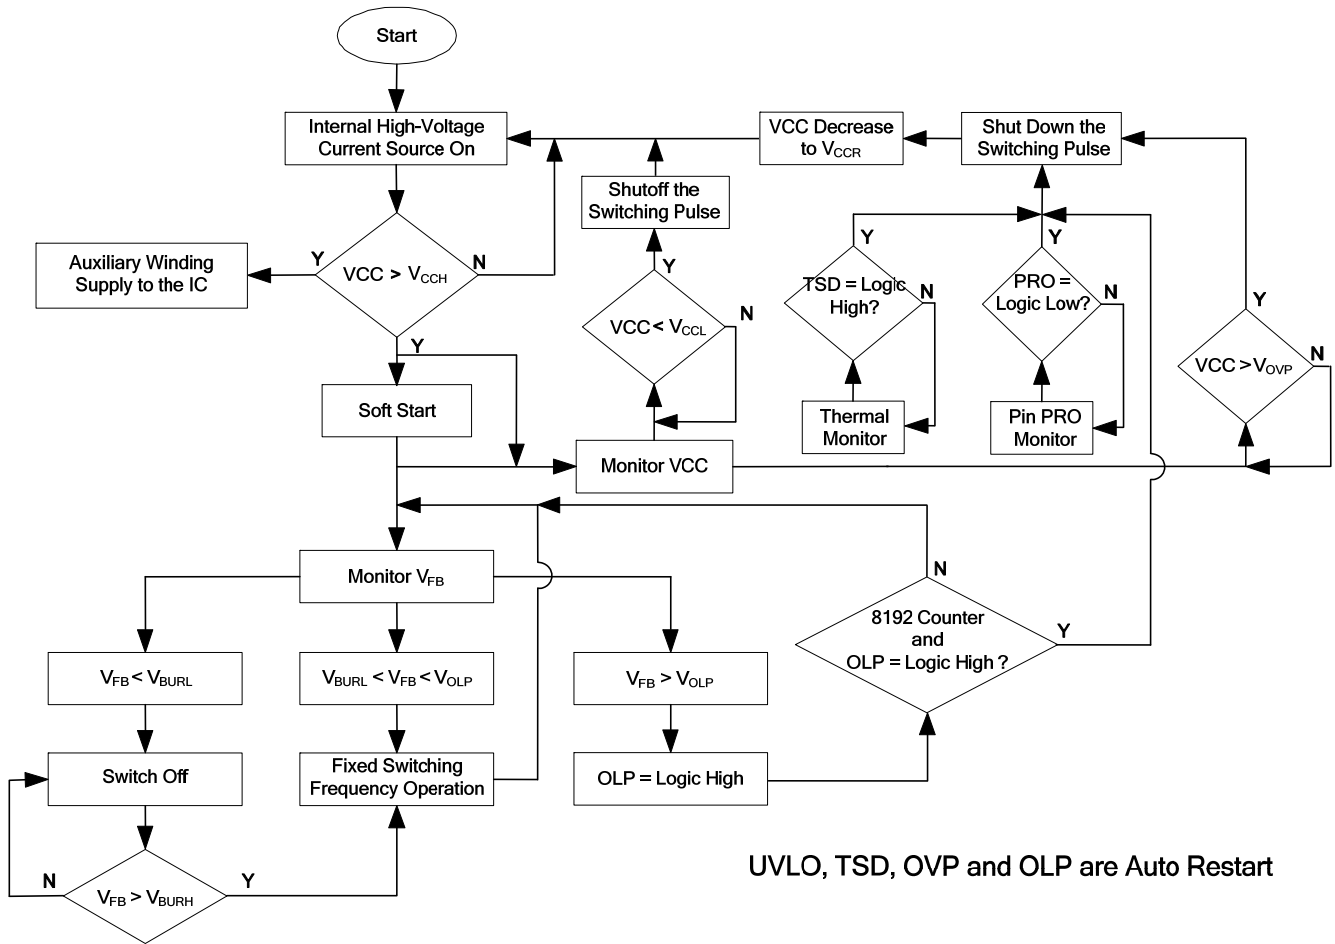 Start
Internal High-Voltage
Current Source On
VCC Decrease
to VCCR
Shut Down the
Switching Pulse
Shutoff the
Switching Pulse
Auxiliary Winding
Supply to the IC
Y
VCC > VCCH
N
Y
Y
VCC < VCCL
N
Y
TSD = Logic
High?
N
Y
PRO =
Logic Low?
N
Y
VCC > VOVP
N
Soft Start
Thermal
Monitor
Pin PRO
Monitor
Monitor VCC
Monitor VFB
N
8192 Counter
and
OLP = Logic High ?
Y
VFB < VBURL
VBURL < VFB < VOLP
VFB > VOLP
Switch Off
Fixed Switching
Frequency Operation
OLP = Logic High
N
VFB > VBURH
Y
UVLO, TSD, OVP and OLP are Auto Restart